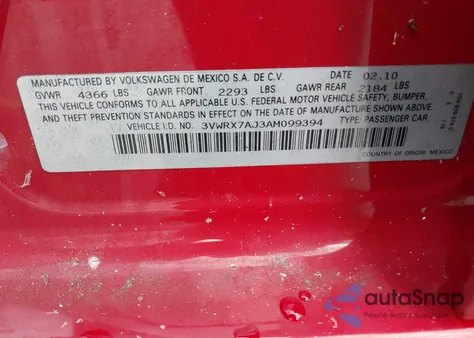 MANUFACTURED BY VOLKSWAGEN DE MEXICO S.A. DE C.V. DATE 02.10
GVWR 4366 LBS GAWR FRONT 2293 LBS GAWR REAR 2184 LBS
THIS VEHICLE CONFORMS TO ALL APPLICABLE U.S. FEDERAL MOTOR VEHICLE SAFETY, BUMPER,
AND THEFT PREVENTION STANDARDS IN EFFECT ON THE DATE OF MANUFACTURE SHOWN ABOVE.
VEHICLE I.D. NO. 3VWRX7AJ3AM099394 TYPE: PASSENGER CAR
COUNTRY OF ORIGIN: MEXICO
autoSnap
Pewne auta z